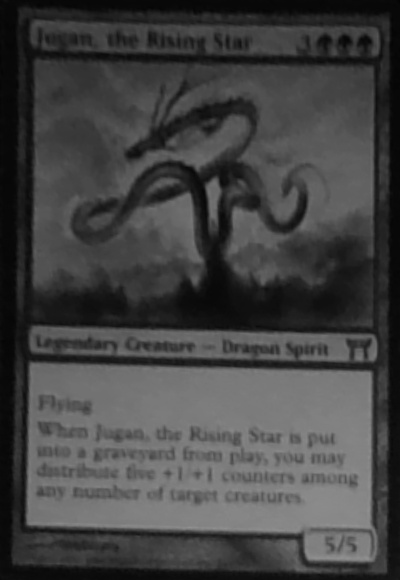 Jugan, the Rising Star 3
Legendary Creature — Dragon Spirit
Flying
When Jugan, the Rising Star is put
into a graveyard from play, you may
distribute five +1/+1 counters among
any number of target creatures.
5/5